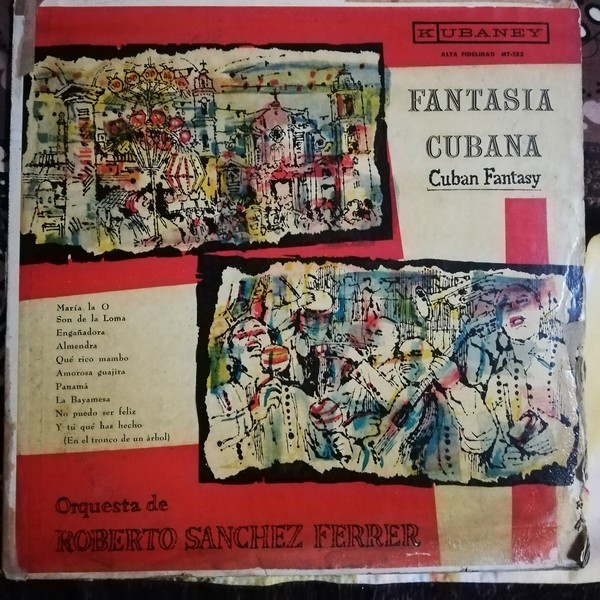 KUBANEY
ALTA FIDELIDAD MT-122
FANTASIA
CUBANA
Cuban Fantasy
María la O
Son de la Loma
Engañadora
Almendra
Qué rico mambo
Amorosa guajira
Panamá
La Bayamesa
No puedo ser feliz
Y tú qué has hecho
(En el tronco de un árbol)
Orquesta de
ROBERTO SANCHEZ FERRER